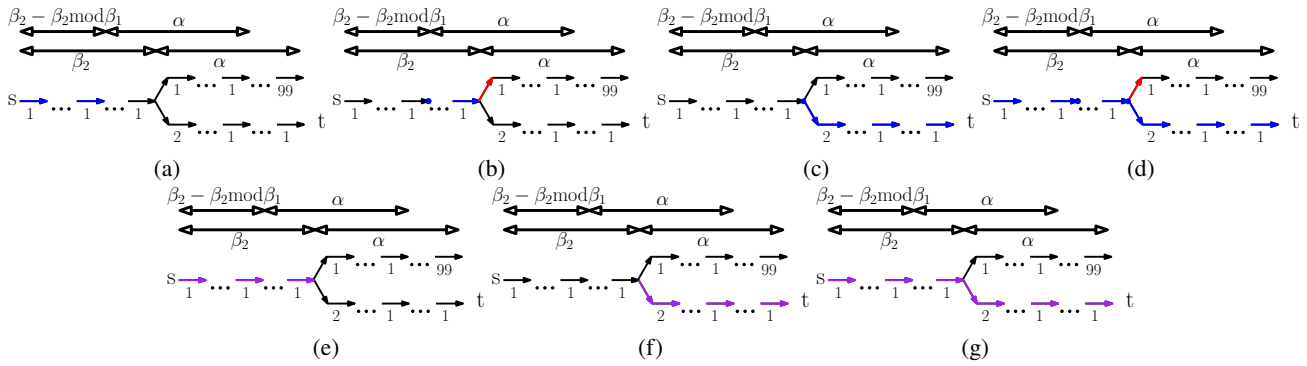 β₂ − β₂modβ₁ α
β₂ α
s 1 ... 1 ... 1 1 ... 1 ... 99
2 ... 1 ... 1 t
(a)
β₂ − β₂modβ₁ α
β₂ α
s 1 ... 1 ... 1 1 ... 1 ... 99
2 ... 1 ... 1 t
(b)
β₂ − β₂modβ₁ α
β₂ α
s 1 ... 1 ... 1 1 ... 1 ... 99
2 ... 1 ... 1 t
(c)
β₂ − β₂modβ₁ α
β₂ α
s 1 ... 1 ... 1 1 ... 1 ... 99
2 ... 1 ... 1 t
(d)
β₂ − β₂modβ₁ α
β₂ α
s 1 ... 1 ... 1 1 ... 1 ... 99
2 ... 1 ... 1 t
(e)
β₂ − β₂modβ₁ α
β₂ α
s 1 ... 1 ... 1 1 ... 1 ... 99
2 ... 1 ... 1 t
(f)
β₂ − β₂modβ₁ α
β₂ α
s 1 ... 1 ... 1 1 ... 1 ... 99
2 ... 1 ... 1 t
(g)